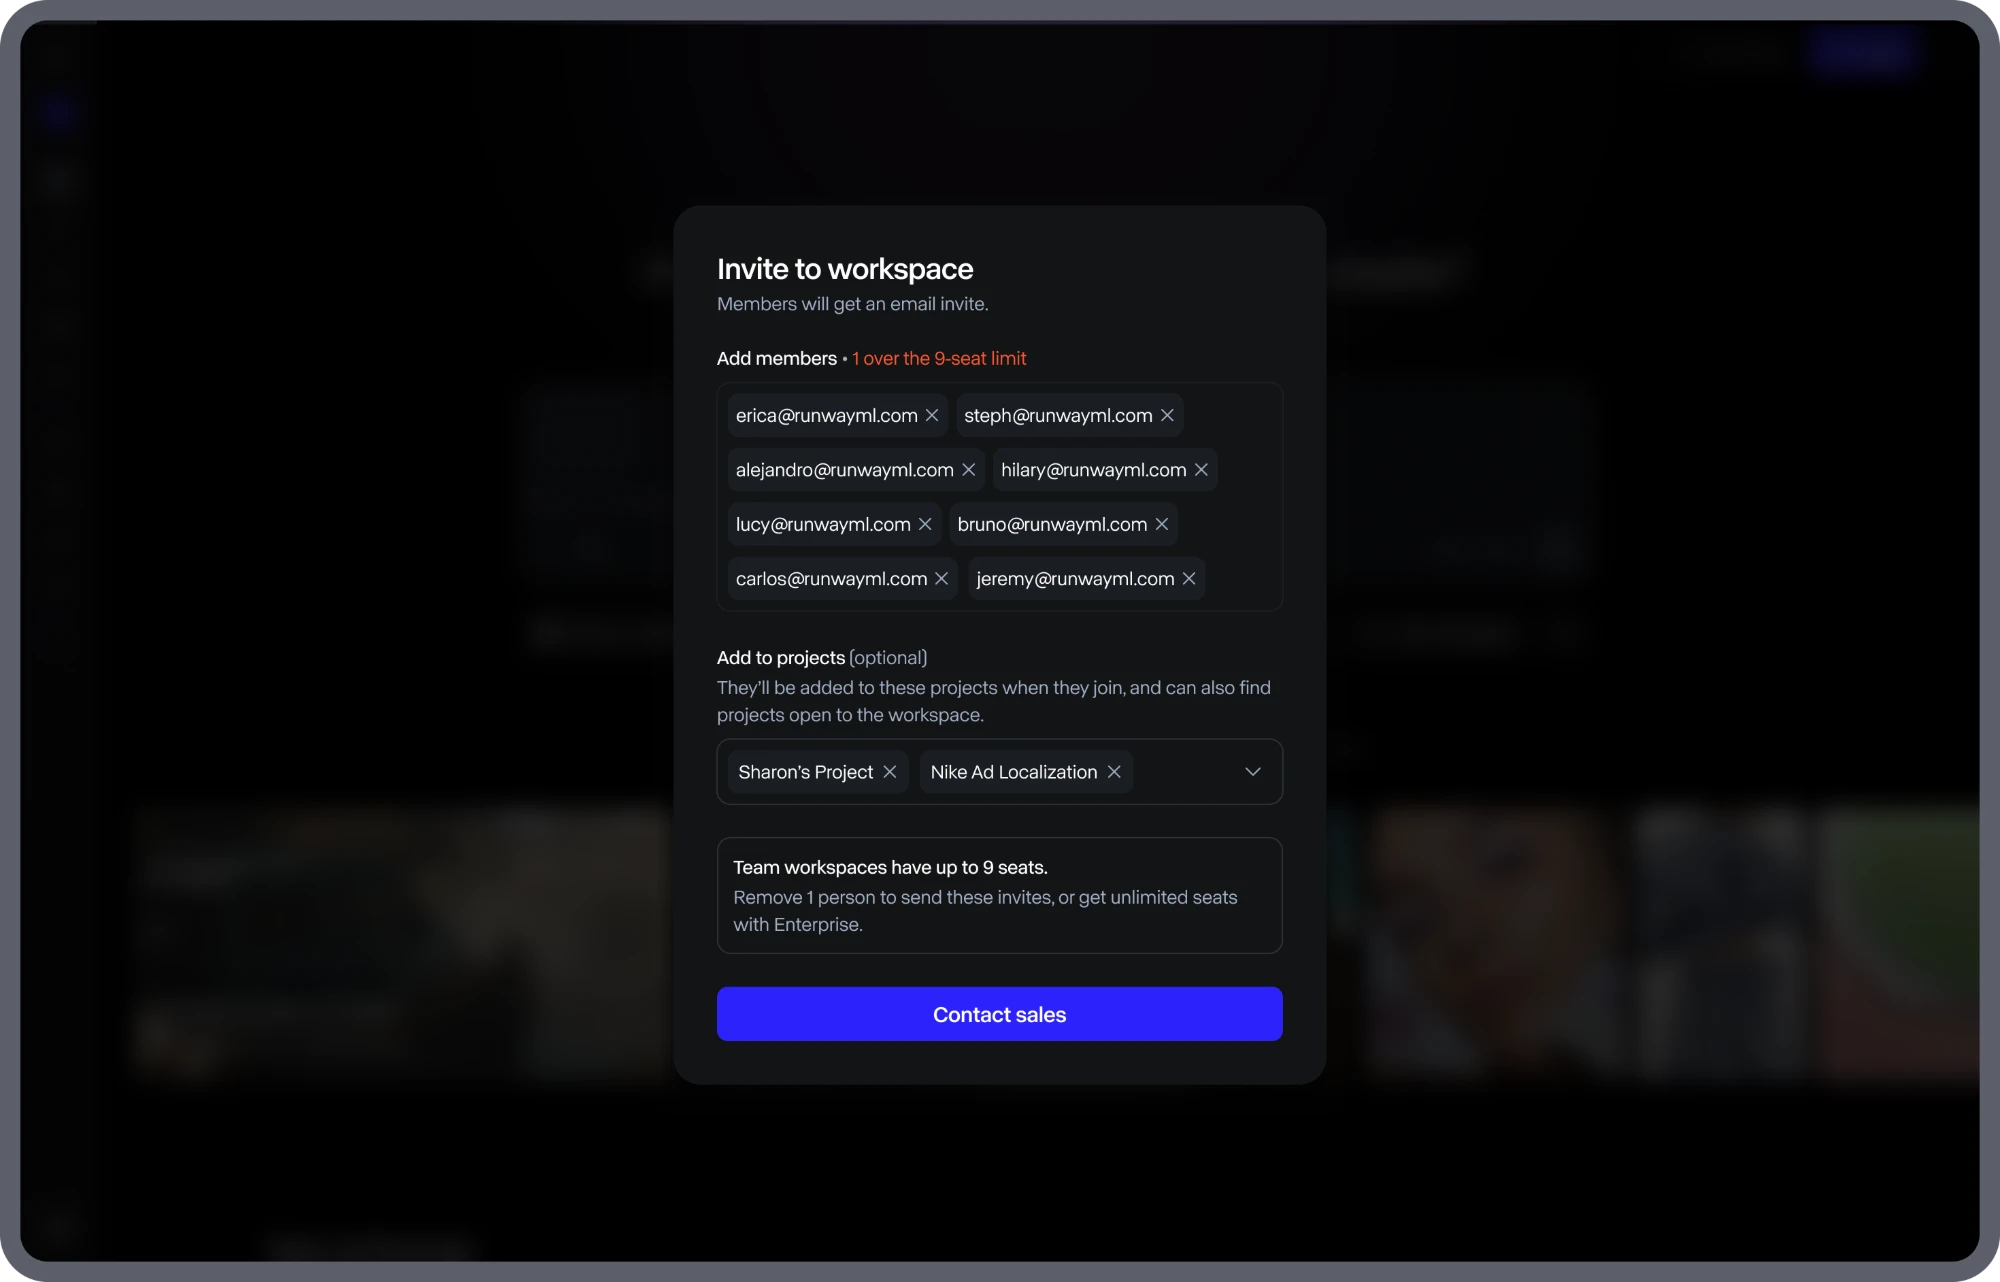 Invite to workspace
Members will get an email invite.
Add members • 1 over the 9-seat limit
erica@runwayml.com steph@runwayml.com
alejandro@runwayml.com hilary@runwayml.com
lucy@runwayml.com bruno@runwayml.com
carlos@runwayml.com jeremy@runwayml.com
Add to projects (optional)
They’ll be added to these projects when they join, and can also find
projects open to the workspace.
Sharon’s Project Nike Ad Localization
Team workspaces have up to 9 seats.
Remove 1 person to send these invites, or get unlimited seats
with Enterprise.
Contact sales